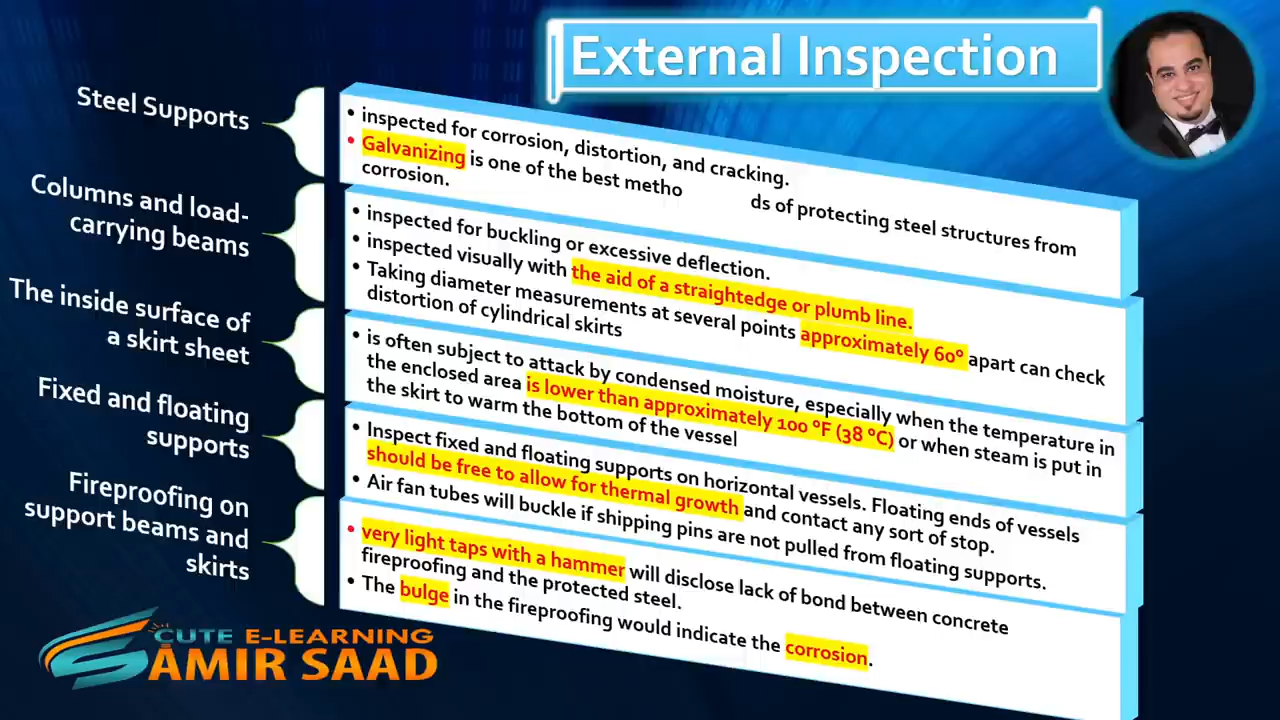 External Inspection
Steel Supports
• inspected for corrosion, distortion, and cracking.
• Galvanizing is one of the best metho ds of protecting steel structures from
corrosion.
Columns and load-
carrying beams
• inspected for buckling or excessive deflection.
• inspected visually with the aid of a straightedge or plumb line.
• Taking diameter measurements at several points approximately 60° apart can check
distortion of cylindrical skirts
The inside surface of
a skirt sheet
• is often subject to attack by condensed moisture, especially when the temperature in
the enclosed area is lower than approximately 100 °F (38 °C) or when steam is put in
the skirt to warm the bottom of the vessel
Fixed and floating
supports
• Inspect fixed and floating supports on horizontal vessels. Floating ends of vessels
should be free to allow for thermal growth and contact any sort of stop.
• Air fan tubes will buckle if shipping pins are not pulled from floating supports.
Fireproofing on
support beams and
skirts
• very light taps with a hammer will disclose lack of bond between concrete
fireproofing and the protected steel.
• The bulge in the fireproofing would indicate the corrosion.
CUTE E-LEARNING
AMIR SAAD